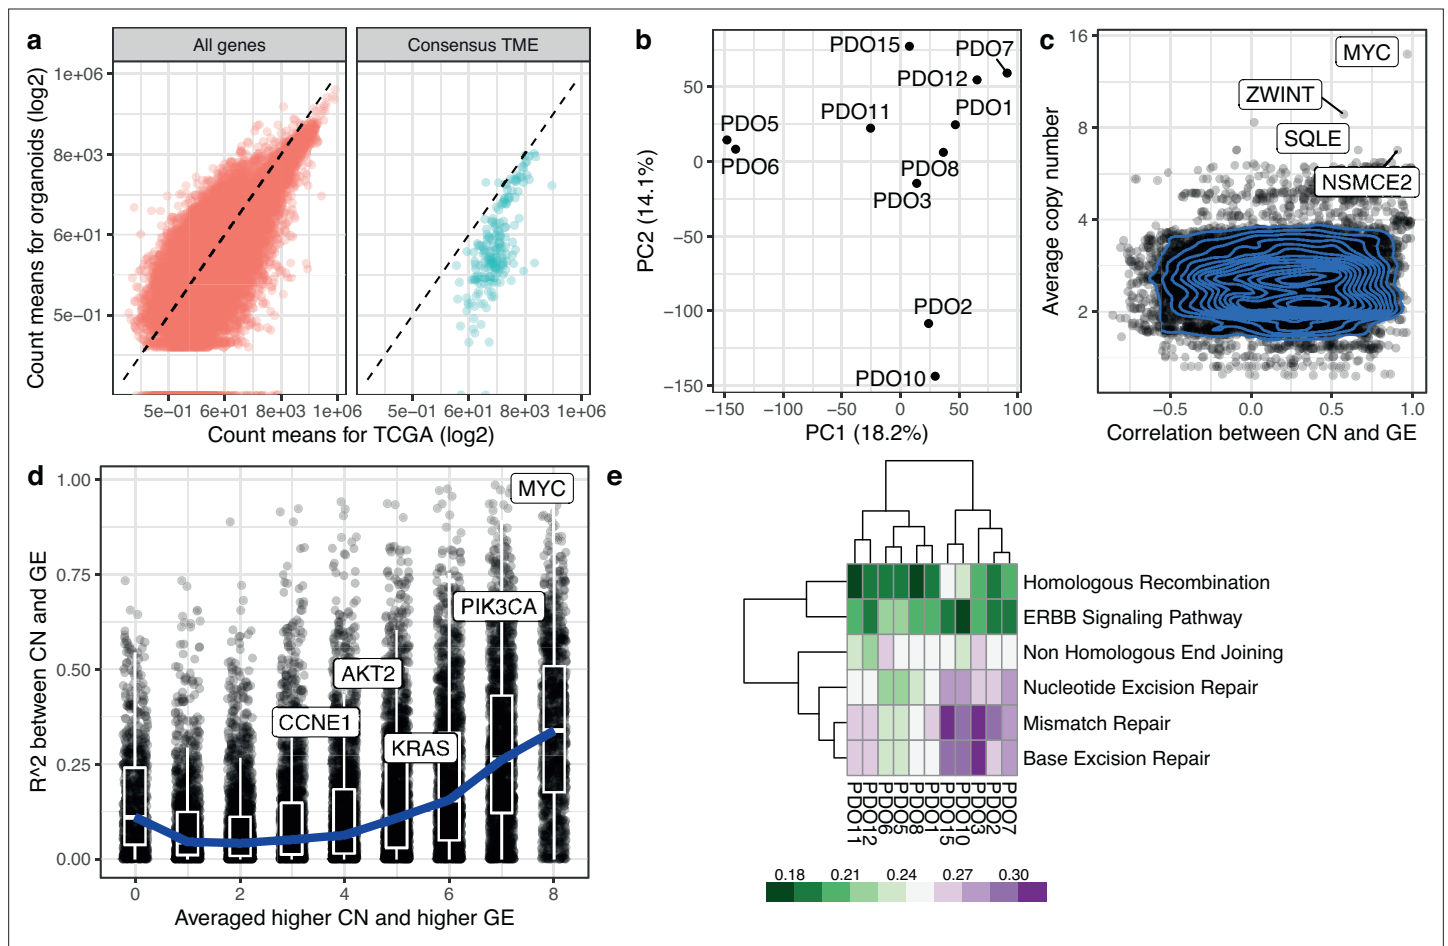 a
All genes
Consensus TME
1e+06
8e+03
6e+01
5e−01
Count means for organoids (log2)
5e−01 6e+01 8e+03 1e+06
5e−01 6e+01 8e+03 1e+06
Count means for TCGA (log2)
b
PDO15
PDO7
PDO12
PDO11
PDO1
PDO5
PDO6
PDO8
PDO3
PDO2
PDO10
50
0
−50
−100
−150
PC2 (14.1%)
−150 −100 −50 0 50 100
PC1 (18.2%)
c
MYC
ZWINT
SQLE
NSMCE2
16
8
4
2
Average copy number
−0.5 0.0 0.5 1.0
Correlation between CN and GE
d
MYC
PIK3CA
AKT2
CCNE1
KRAS
1.00
0.75
0.50
0.25
0.00
R^2 between CN and GE
0 2 4 6 8
Averaged higher CN and higher GE
e
Homologous Recombination
ERBB Signaling Pathway
Non Homologous End Joining
Nucleotide Excision Repair
Mismatch Repair
Base Excision Repair
PDO11
PDO12
PDO6
PDO5
PDO8
PDO1
PDO15
PDO10
PDO3
PDO2
PDO7
0.18 0.21 0.24 0.27 0.30